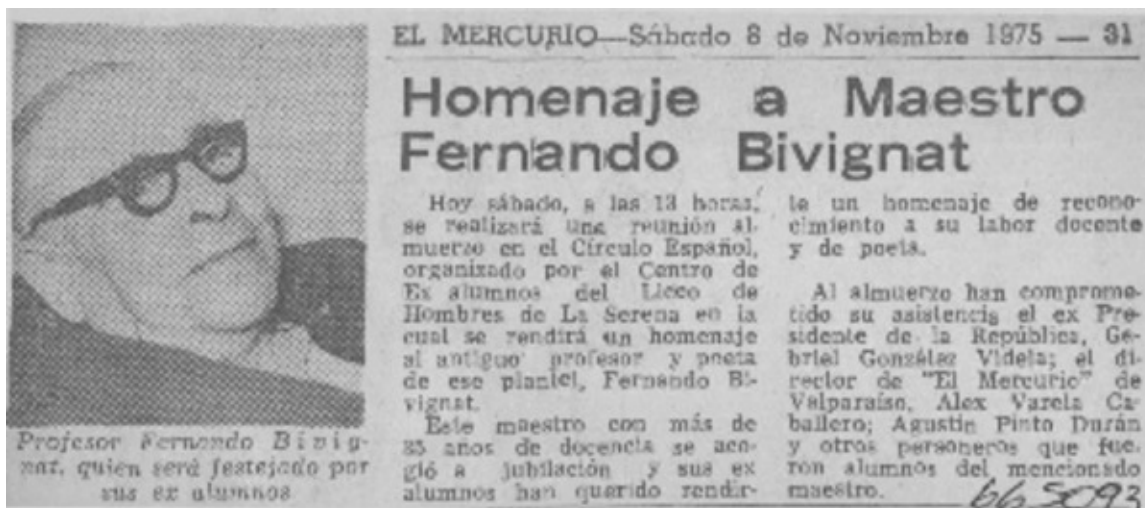 EL MERCURIO—Sábado 8 de Noviembre 1975 — 31
Homenaje a Maestro
Fernando Bivignat
Hoy sábado, a las 13 horas,
se realizará una reunión al-
muerzo en el Círculo Español,
organizado por el Centro de
Ex alumnos del Liceo de
Hombres de La Serena en la
cual se rendirá un homenaje
al antiguo profesor y poeta
de ese plantel, Fernando Bi-
vignat.
Este maestro con más de
35 años de docencia se aco-
gió a jubilación y sus ex
alumnos han querido rendir-
le un homenaje de recono-
cimiento a su labor docente
y de poeta.
Al almuerzo han comprome-
tido su asistencia el ex Pre-
sidente de la República, Ga-
briel González Videla; el di-
rector de "El Mercurio" de
Valparaíso, Alex Varela Ca-
ballero; Agustín Pinto Durán
y otros personeros que fue-
ron alumnos del mencionado
maestro.
665093
Profesor Fernando Bivig-
nat, quien será festejado por
sus ex alumnos